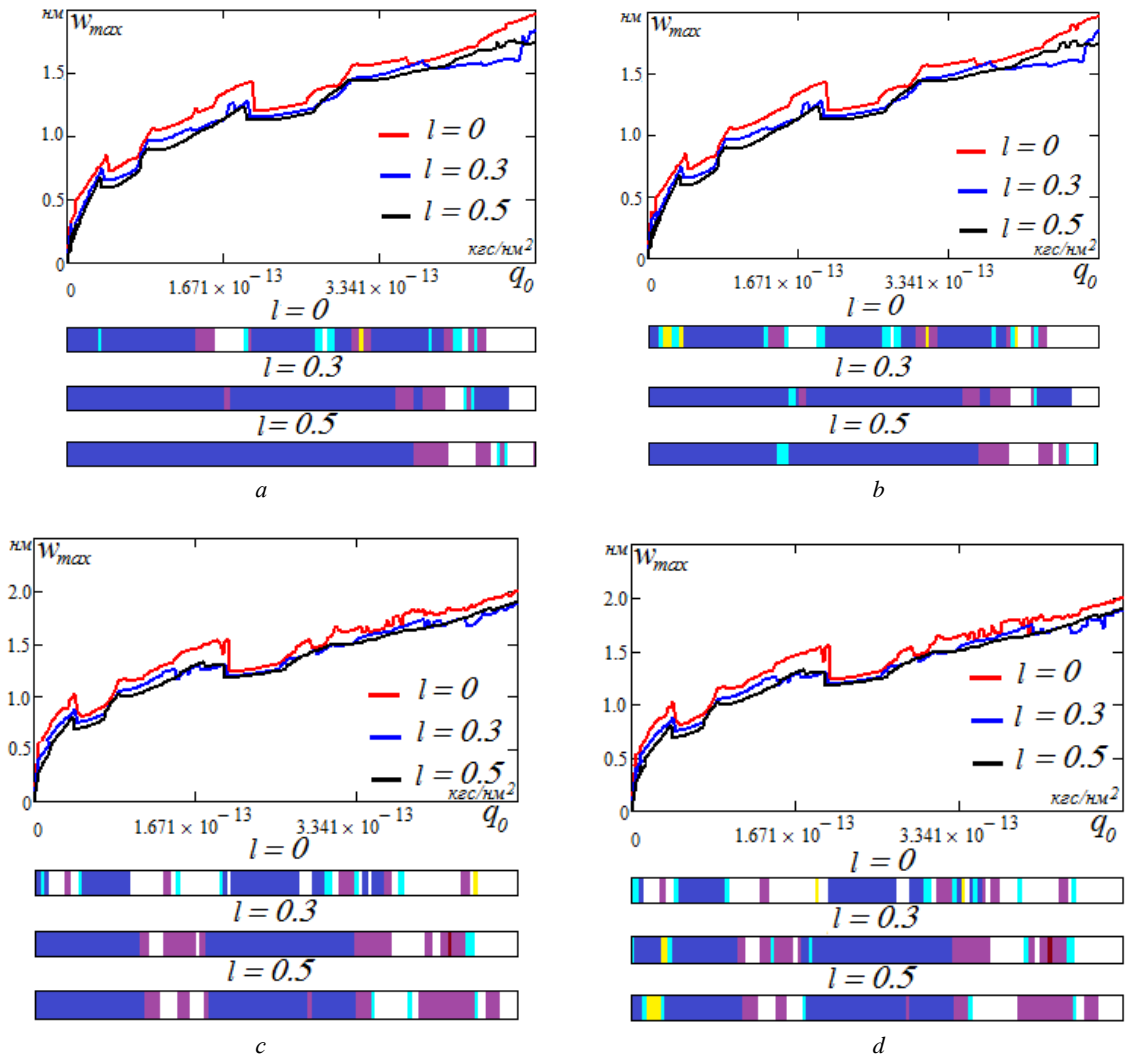 нм w_max
1.5
1.0
0.5
0
l = 0
l = 0.3
l = 0.5
кгс/нм²
0 1.671 × 10⁻¹³ 3.341 × 10⁻¹³ q₀
l = 0
l = 0.3
l = 0.5
a
нм w_max
1.5
1.0
0.5
0
l = 0
l = 0.3
l = 0.5
кгс/нм²
0 1.671 × 10⁻¹³ 3.341 × 10⁻¹³ q₀
l = 0
l = 0.3
l = 0.5
b
нм w_max
2.0
1.5
1.0
0.5
0
l = 0
l = 0.3
l = 0.5
кгс/нм²
0 1.671 × 10⁻¹³ 3.341 × 10⁻¹³ q₀
l = 0
l = 0.3
l = 0.5
c
нм w_max
2.0
1.5
1.0
0.5
0
l = 0
l = 0.3
l = 0.5
кгс/нм²
0 1.671 × 10⁻¹³ 3.341 × 10⁻¹³ q₀
l = 0
l = 0.3
l = 0.5
d